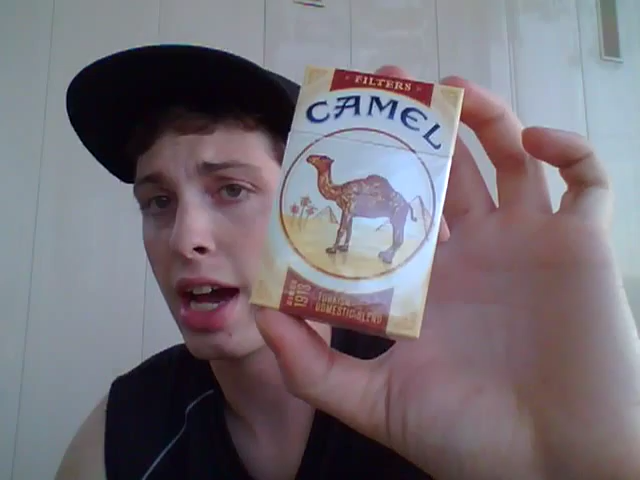 FILTERS
CAMEL
SINCE 1913
TURKISH
DOMESTIC BLEND